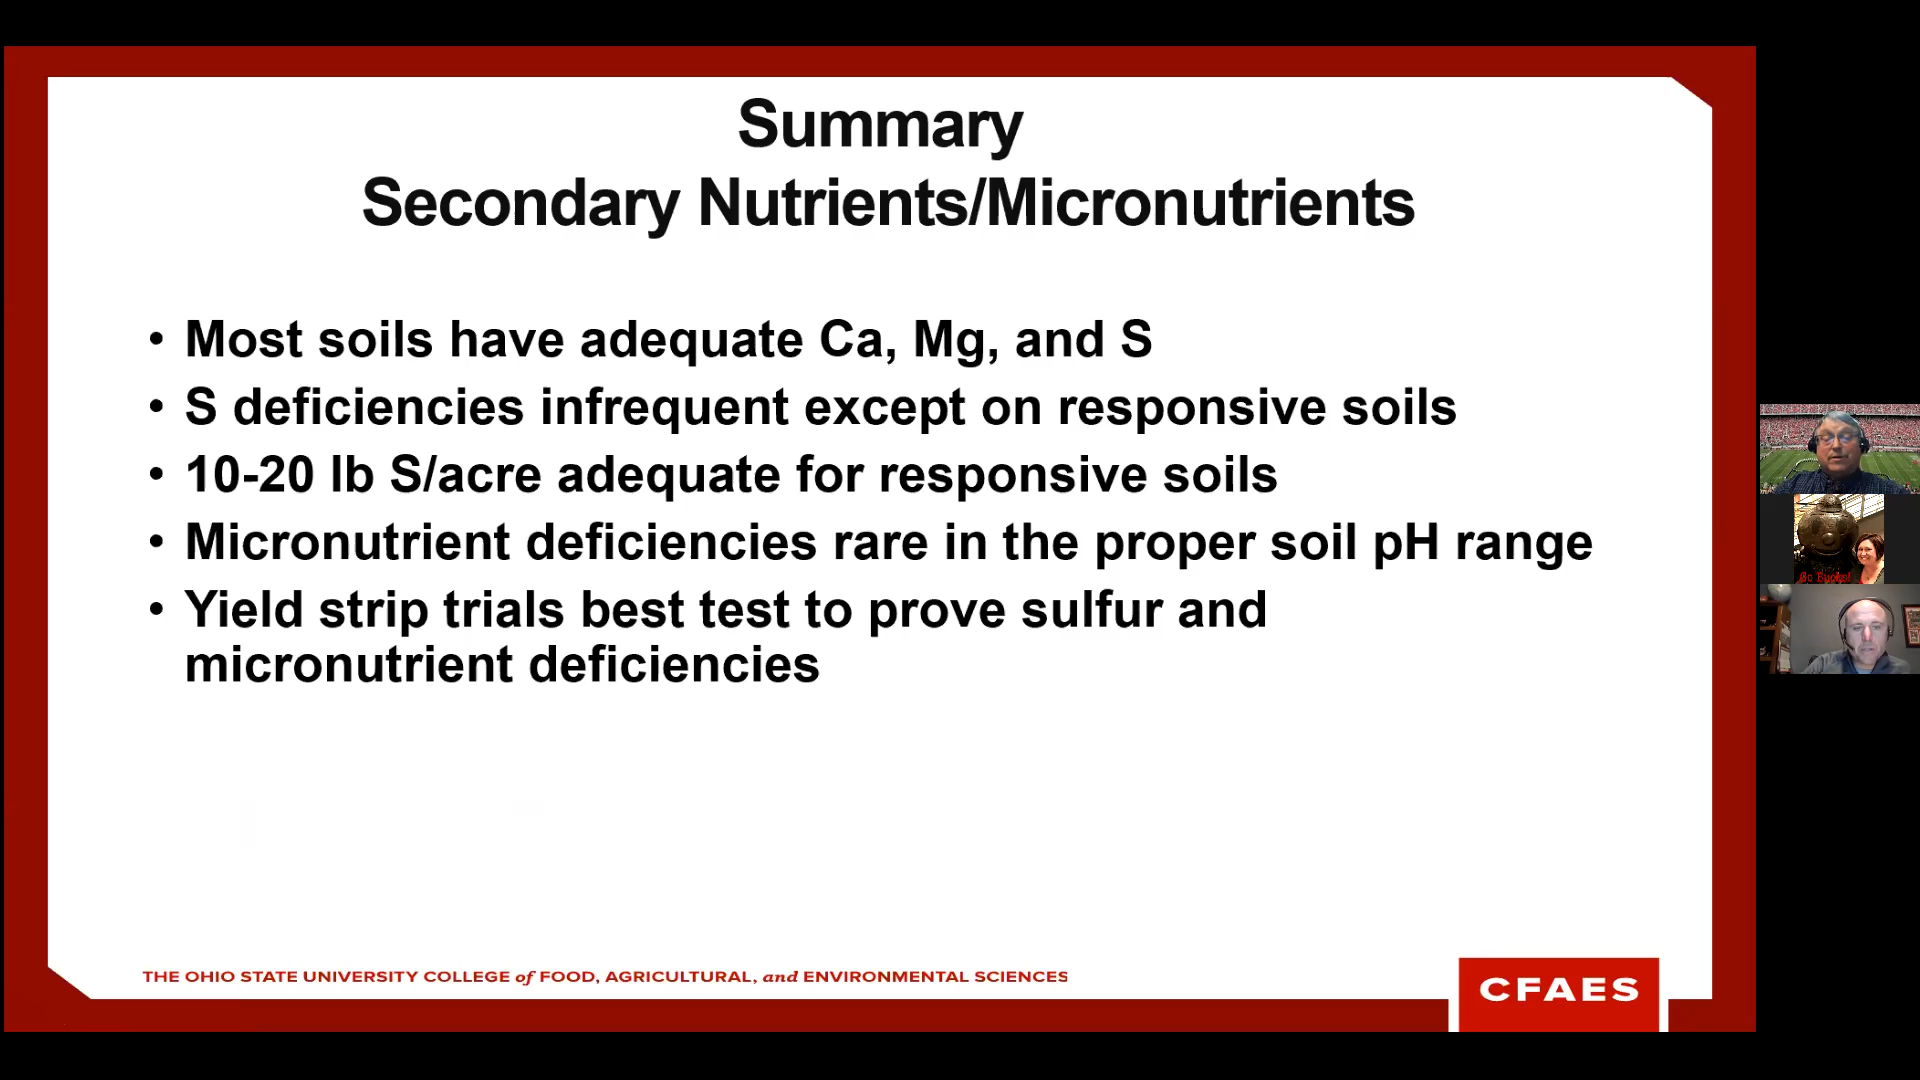 Summary
Secondary Nutrients/Micronutrients
• Most soils have adequate Ca, Mg, and S
• S deficiencies infrequent except on responsive soils
• 10-20 lb S/acre adequate for responsive soils
• Micronutrient deficiencies rare in the proper soil pH range
• Yield strip trials best test to prove sulfur and
micronutrient deficiencies
THE OHIO STATE UNIVERSITY COLLEGE of FOOD, AGRICULTURAL, and ENVIRONMENTAL SCIENCES
CFAES
Go Bucks!